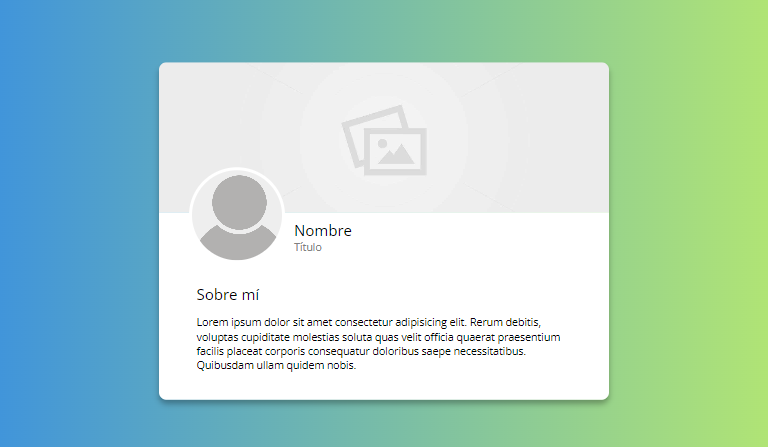 Nombre
Título
Sobre mí
Lorem ipsum dolor sit amet consectetur adipisicing elit. Rerum debitis,
voluptas cupiditate molestias soluta quas velit officia quaerat praesentium
facilis placeat corporis consequatur doloribus saepe necessitatibus.
Quibusdam ullam quidem nobis.